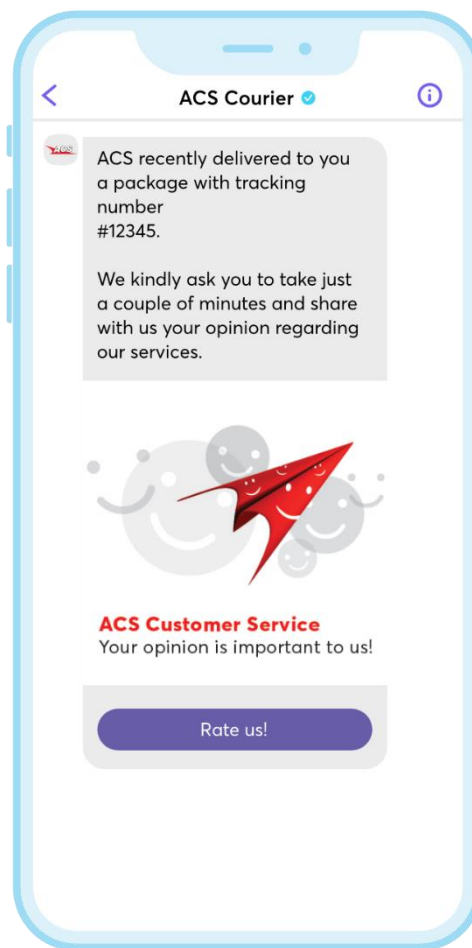 ACS Courier
ACS
ACS recently delivered to you
a package with tracking
number
#12345.
We kindly ask you to take just
a couple of minutes and share
with us your opinion regarding
our services.
ACS Customer Service
Your opinion is important to us!
Rate us!